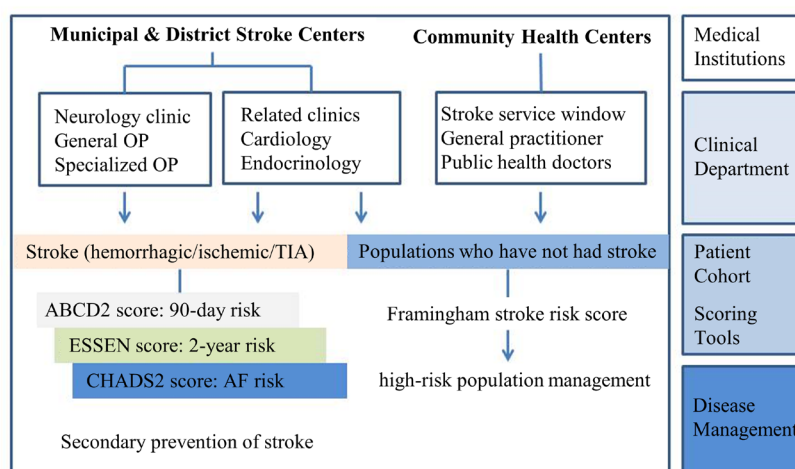 Municipal & District Stroke Centers
Community Health Centers
Medical
Institutions
Neurology clinic
General OP
Specialized OP
Related clinics
Cardiology
Endocrinology
Stroke service window
General practitioner
Public health doctors
Clinical
Department
Stroke (hemorrhagic/ischemic/TIA)
Populations who have not had stroke
Patient
Cohort
Scoring
Tools
ABCD2 score: 90-day risk
ESSEN score: 2-year risk
CHADS2 score: AF risk
Framingham stroke risk score
high-risk population management
Secondary prevention of stroke
Disease
Management